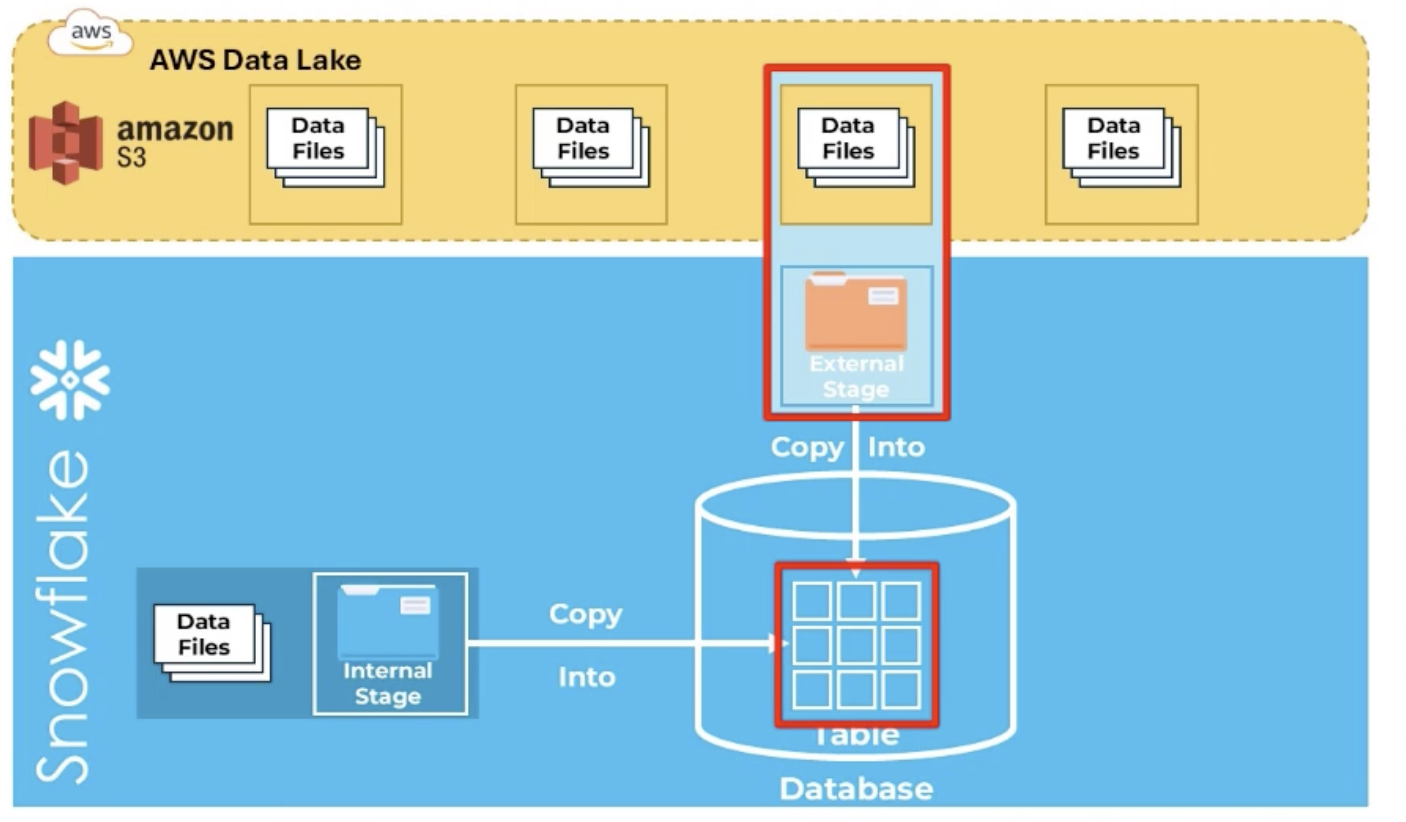 aws
AWS Data Lake
amazon
S3
Data
Files
Data
Files
Data
Files
Data
Files
External
Stage
Copy Into
Snowflake
Data
Files
Internal
Stage
Copy
Into
Table
Database